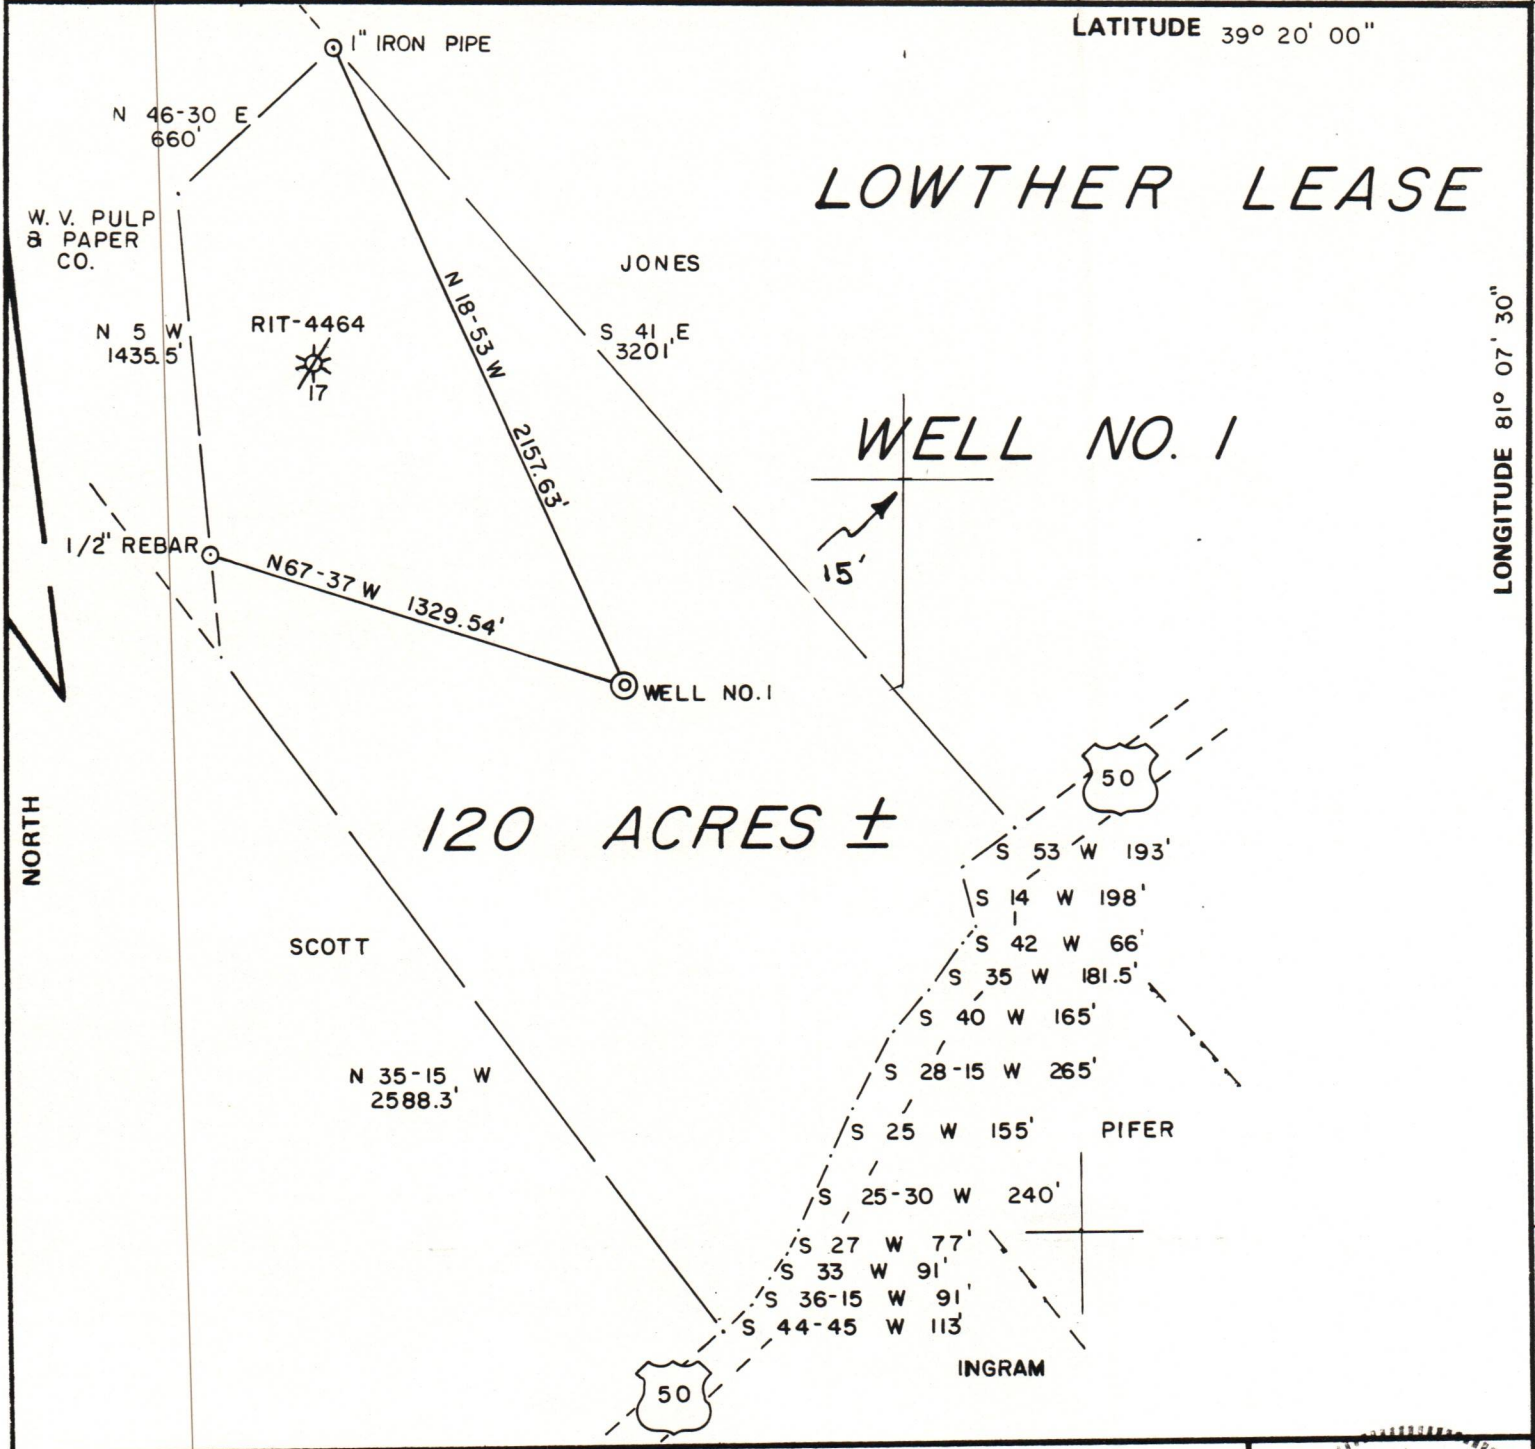 LATITUDE 39° 20' 00"
1" IRON PIPE
N 46-30 E
660'
LOWTHER LEASE
W. V. PULP
& PAPER
CO.
JONES
N 18-53 W 2157.63'
S 41 E
3201'
LONGITUDE 81° 07' 30"
N 5 W
1435.5'
RIT-4464
17
WELL NO. 1
15'
1/2" REBAR
N67-37 W 1329.54'
WELL NO. 1
50
NORTH
120 ACRES ±
S 53 W 193'
S 14 W 198'
S 42 W 66'
S 35 W 181.5'
SCOTT
S 40 W 165'
N 35-15 W
2588.3'
S 28-15 W 265'
S 25 W 155'
PIFER
S 25-30 W 240'
S 27 W 77'
S 33 W 91'
S 36-15 W 91'
S 44-45 W 113'
INGRAM
50